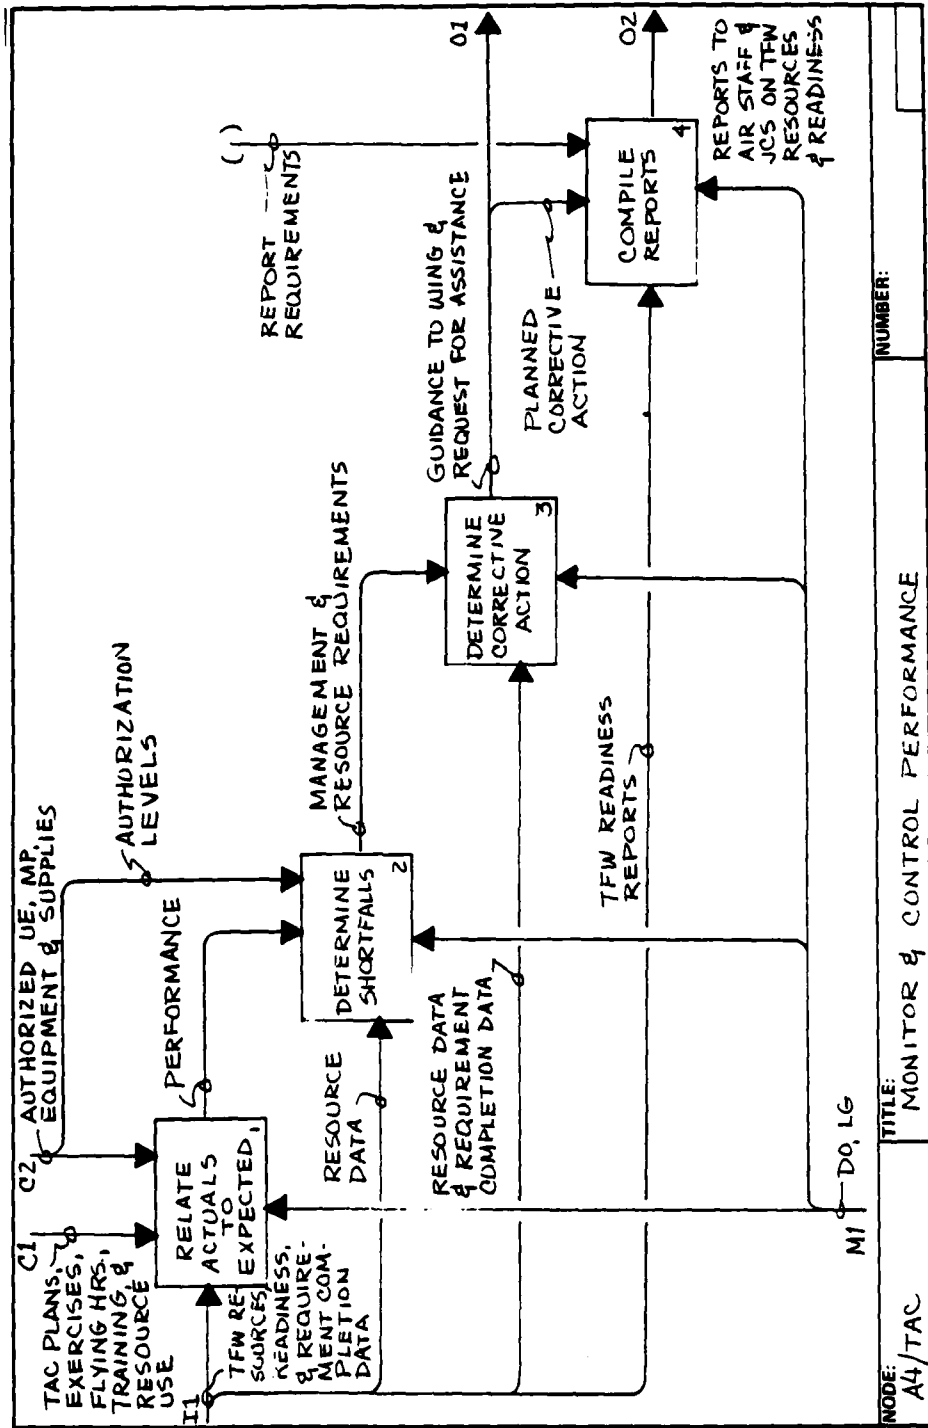 C1
TAC PLANS,
EXERCISES,
FLYING HRS,
TRAINING, &
RESOURCE
USE
C2
AUTHORIZED UE, MP,
EQUIPMENT & SUPPLIES
AUTHORIZATION
LEVELS
I1
TFW RE-
SOURCES,
READINESS,
& REQUIRE-
MENT COM-
PLETION
DATA
RELATE
ACTUALS
TO
EXPECTED
1
PERFORMANCE
RESOURCE
DATA
DETERMINE
SHORTFALLS
2
MANAGEMENT &
RESOURCE REQUIREMENTS
RESOURCE DATA
& REQUIREMENT
COMPLETION DATA
DETERMINE
CORRECTIVE
ACTION
3
GUIDANCE TO WING &
REQUEST FOR ASSISTANCE
O1
PLANNED
CORRECTIVE
ACTION
REPORT
REQUIREMENTS
( )
TFW READINESS
REPORTS
COMPILE
REPORTS
4
O2
REPORTS TO
AIR STAFF &
JCS ON TFW
RESOURCES
& READINESS
M1
DO, LG
NODE:
A4/TAC
TITLE:
MONITOR & CONTROL PERFORMANCE
NUMBER: